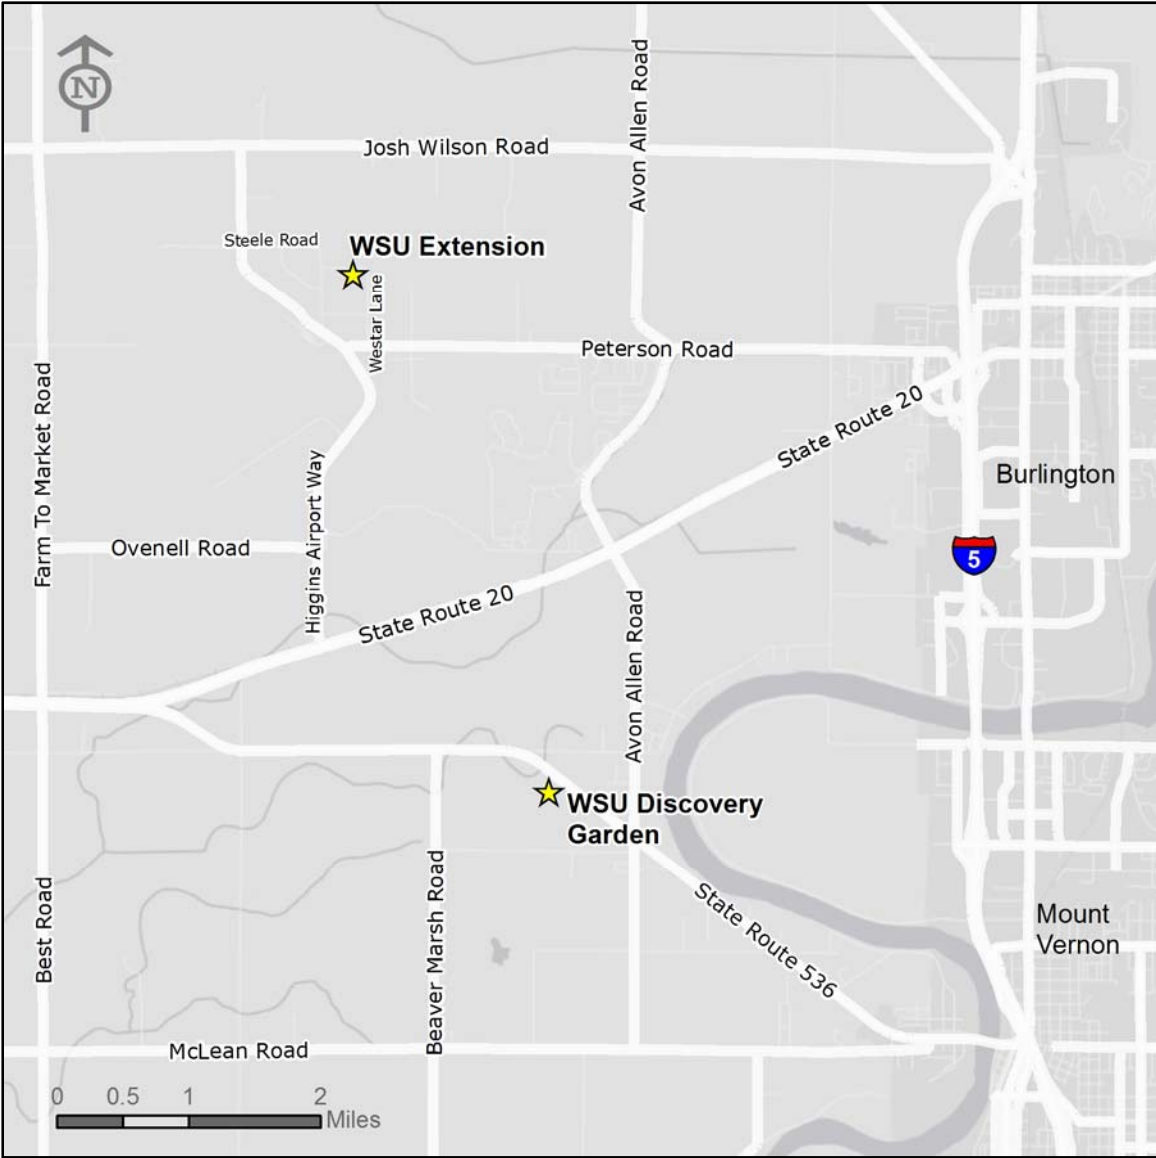 N
Avon Allen Road
Josh Wilson Road
Steele Road
WSU Extension
Westar Lane
Peterson Road
Farm To Market Road
State Route 20
Burlington
Higgins Airport Way
Ovenell Road
5
State Route 20
Avon Allen Road
WSU Discovery
Garden
Best Road
Beaver Marsh Road
State Route 536
Mount
Vernon
McLean Road
0 0.5 1 2
Miles